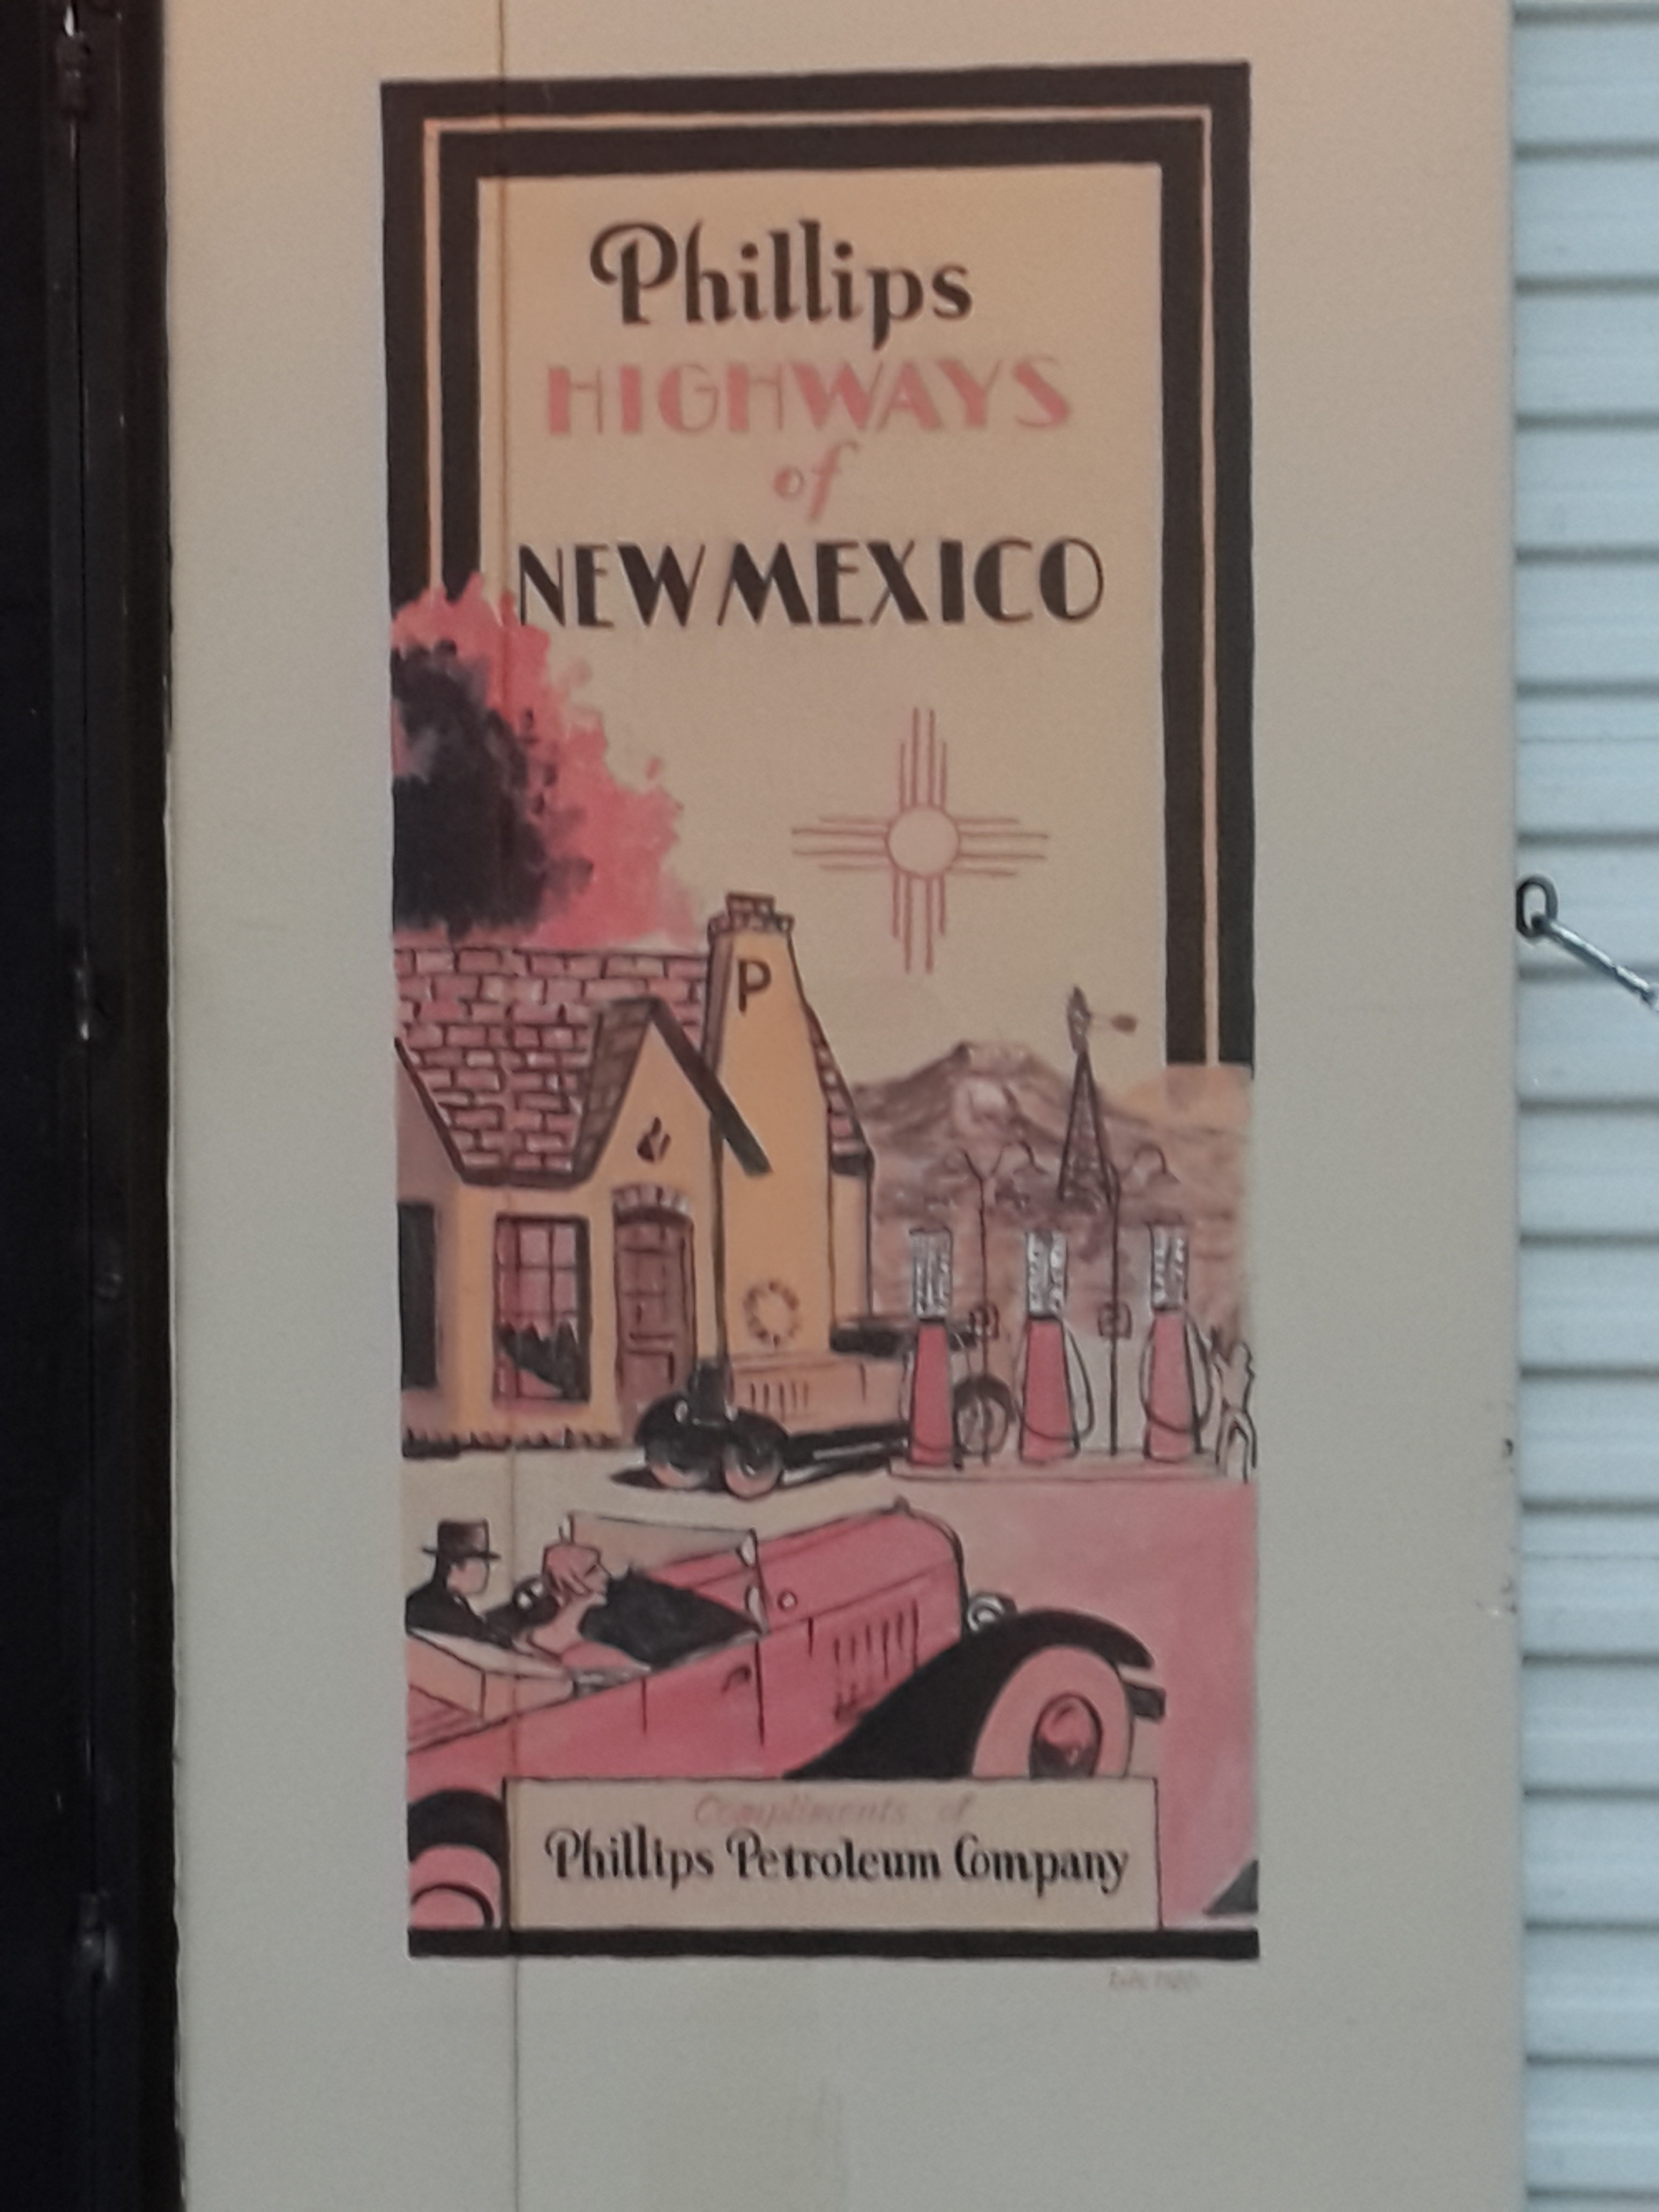 Phillips
HIGHWAYS
of
NEW MEXICO
P
Compliments of
Phillips Petroleum Company